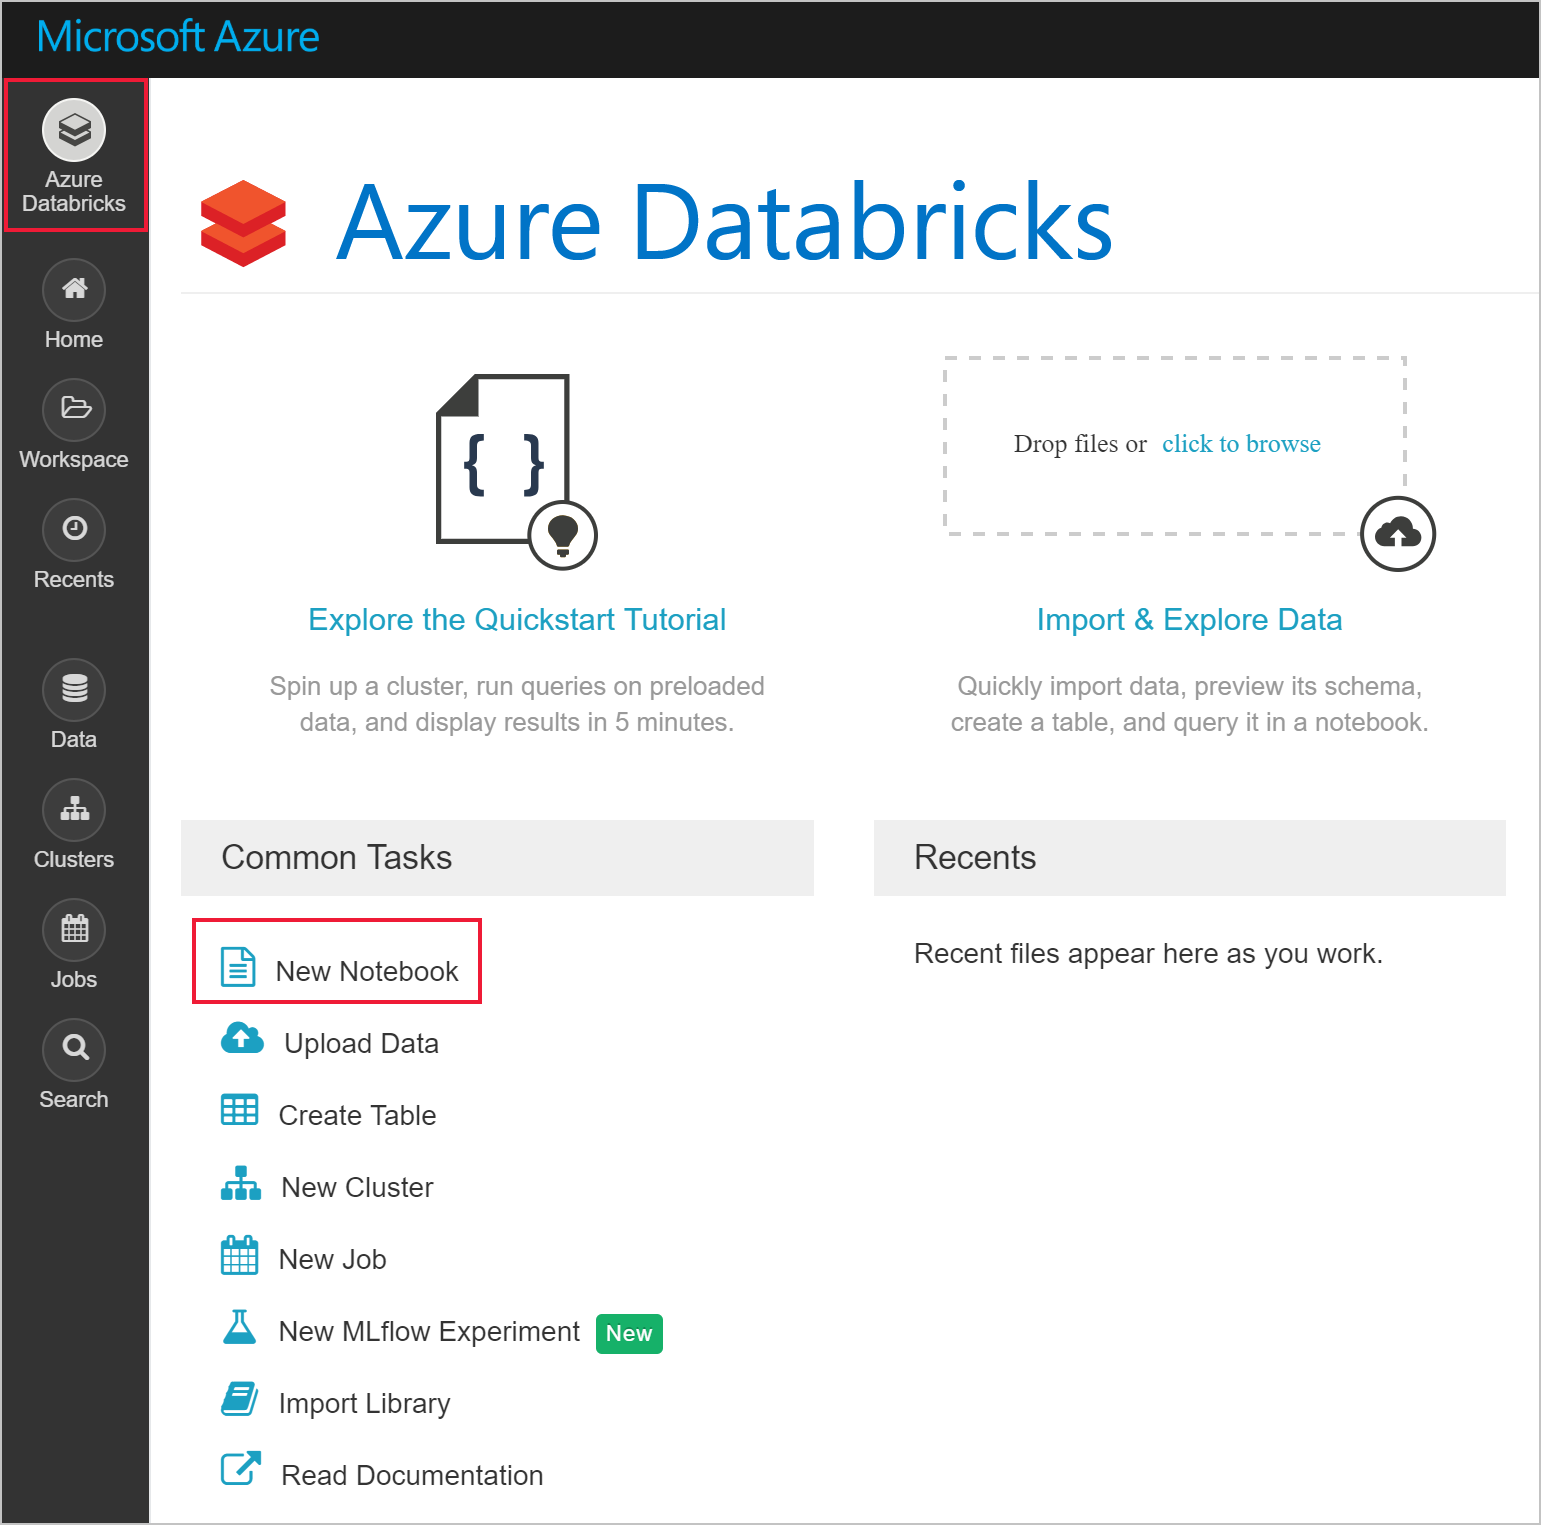 Microsoft Azure
Azure
Databricks
Home
Workspace
Recents
Data
Clusters
Jobs
Search
Azure Databricks
{ }
Explore the Quickstart Tutorial
Spin up a cluster, run queries on preloaded
data, and display results in 5 minutes.
Drop files or click to browse
Import & Explore Data
Quickly import data, preview its schema,
create a table, and query it in a notebook.
Common Tasks
New Notebook
Upload Data
Create Table
New Cluster
New Job
New MLflow Experiment New
Import Library
Read Documentation
Recents
Recent files appear here as you work.